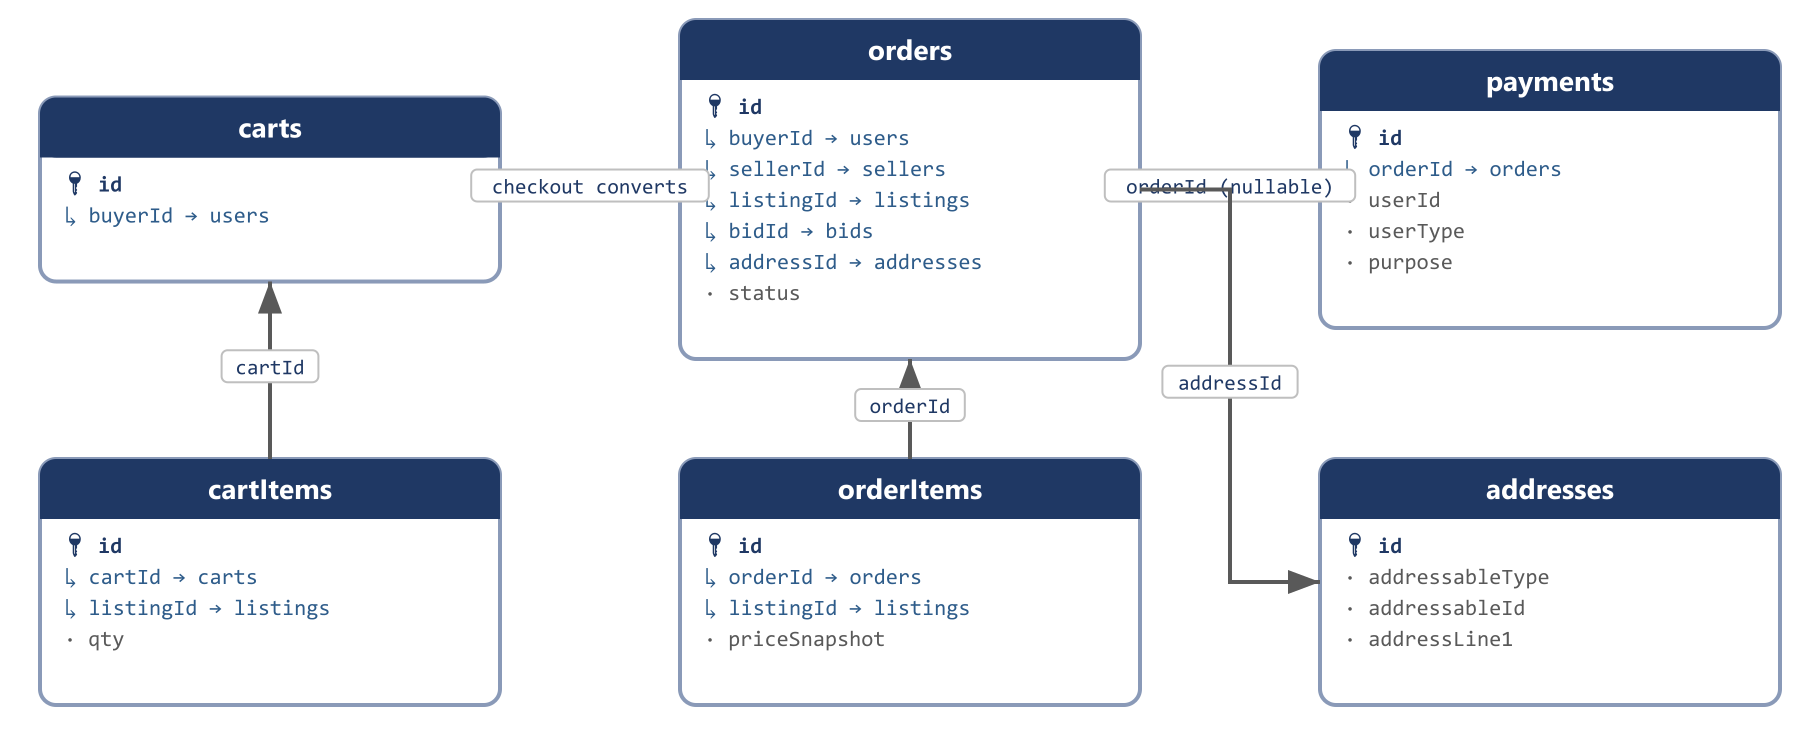 carts
id
↳ buyerId → users
checkout converts
orders
id
↳ buyerId → users
↳ sellerId → sellers
↳ listingId → listings
↳ bidId → bids
↳ addressId → addresses
· status
orderId (nullable)
payments
id
↳ orderId → orders
· userId
· userType
· purpose
cartId
orderId
addressId
cartItems
id
↳ cartId → carts
↳ listingId → listings
· qty
orderItems
id
↳ orderId → orders
↳ listingId → listings
· priceSnapshot
addresses
id
· addressableType
· addressableId
· addressLine1